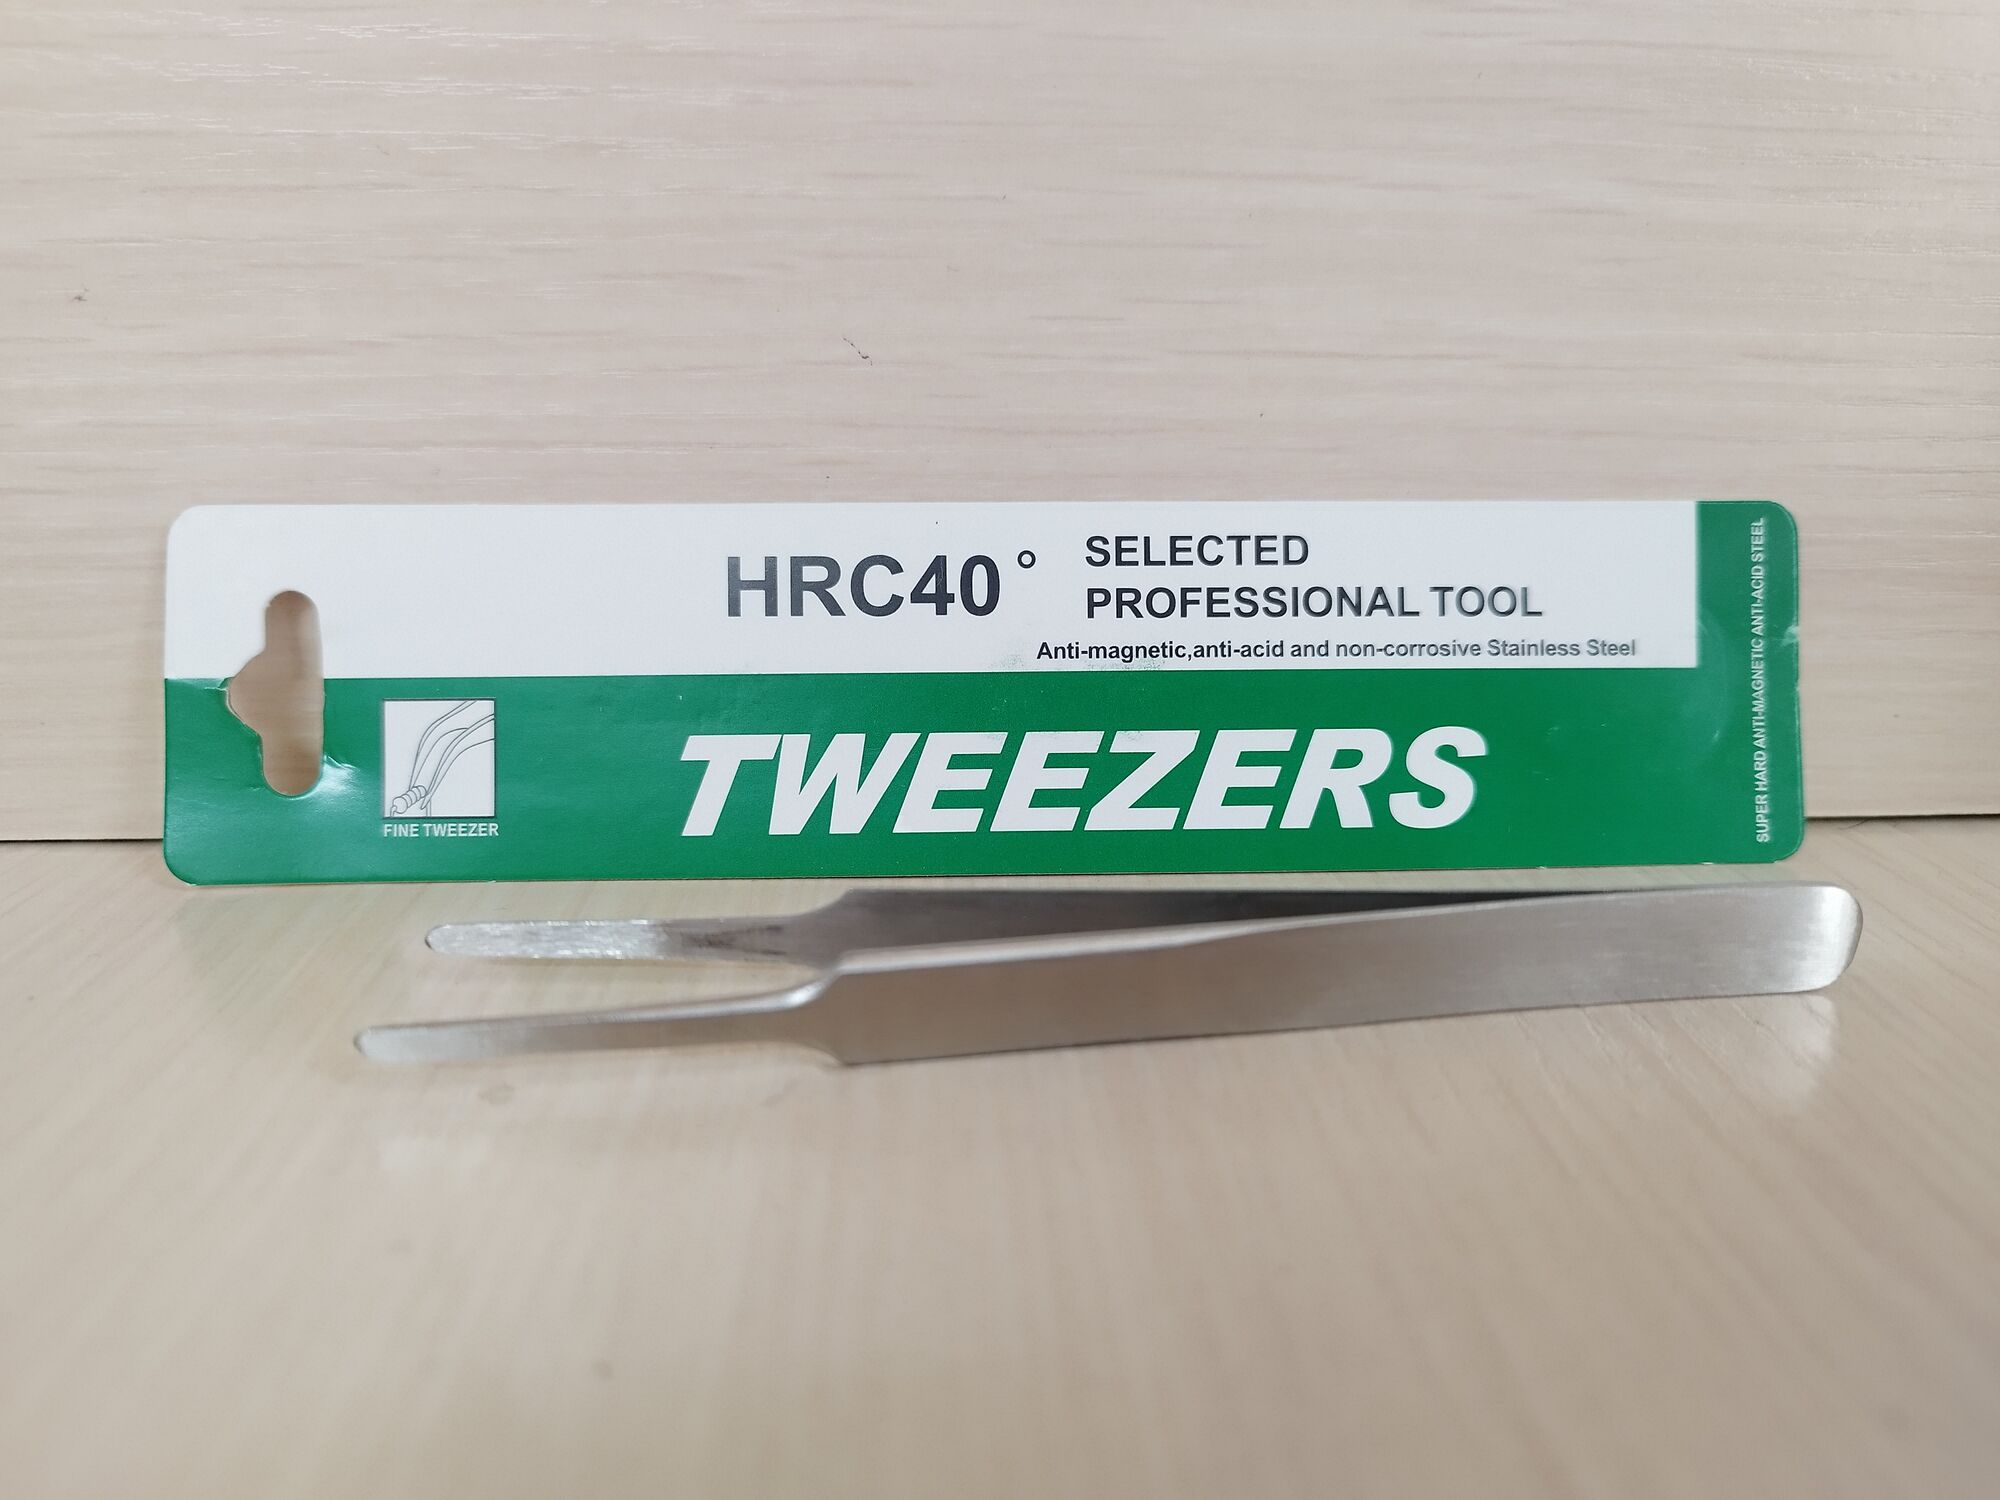 HRC40°
SELECTED
PROFESSIONAL TOOL
Anti-magnetic,anti-acid and non-corrosive Stainless Steel
FINE TWEEZER
TWEEZERS
SUPER HARD ANTI-MAGNETIC ANTI-ACID STEEL